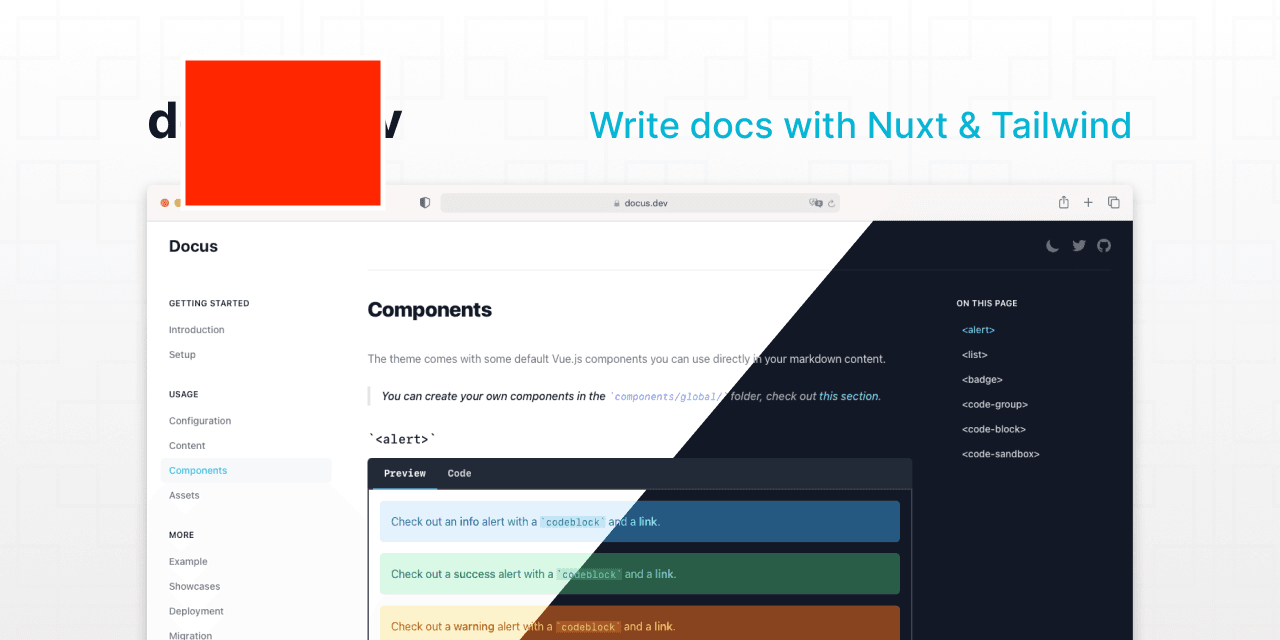 Write docs with Nuxt & Tailwind
docus.dev
Docus
GETTING STARTED
Introduction
Setup
USAGE
Configuration
Content
Components
Assets
MORE
Example
Showcases
Deployment
Migration
Components
The theme comes with some default Vue.js components you can use directly in your markdown content.
You can create your own components in the `components/global/` folder, check out this section.
`<alert>`
Preview Code
Check out an info alert with a `codeblock` and a link.
Check out a success alert with a `codeblock` and a link.
Check out a warning alert with a `codeblock` and a link.
ON THIS PAGE
<alert>
<list>
<badge>
<code-group>
<code-block>
<code-sandbox>